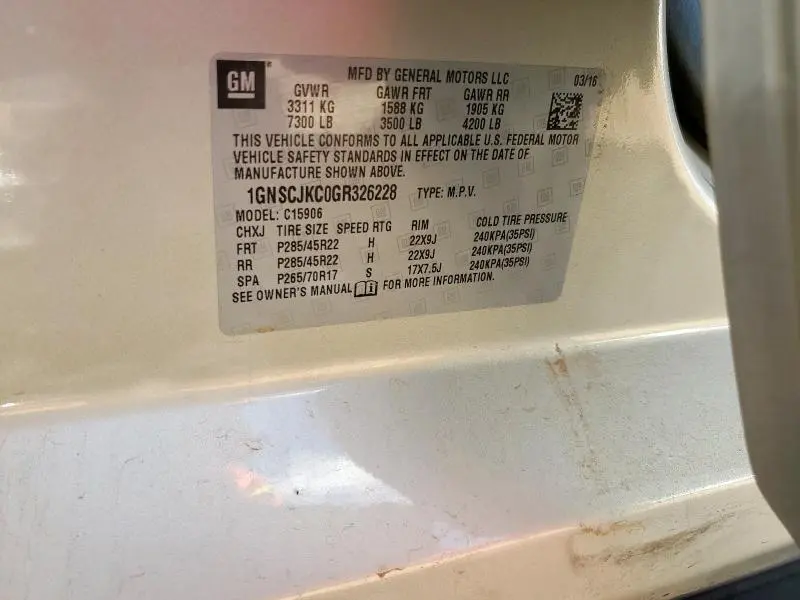 GM
MFD BY GENERAL MOTORS LLC 03/16
GVWR GAWR FRT GAWR RR
3311 KG 1588 KG 1905 KG
7300 LB 3500 LB 4200 LB
THIS VEHICLE CONFORMS TO ALL APPLICABLE U.S. FEDERAL MOTOR
VEHICLE SAFETY STANDARDS IN EFFECT ON THE DATE OF
MANUFACTURE SHOWN ABOVE.
1GNSCJKC0GR326228 TYPE: M.P.V.
MODEL: C15906
CHXJ TIRE SIZE SPEED RTG RIM COLD TIRE PRESSURE
FRT P285/45R22 H 22X9J 240KPA(35PSI)
RR P285/45R22 H 22X9J 240KPA(35PSI)
SPA P265/70R17 S 17X7.5J 240KPA(35PSI)
SEE OWNER'S MANUAL FOR MORE INFORMATION.